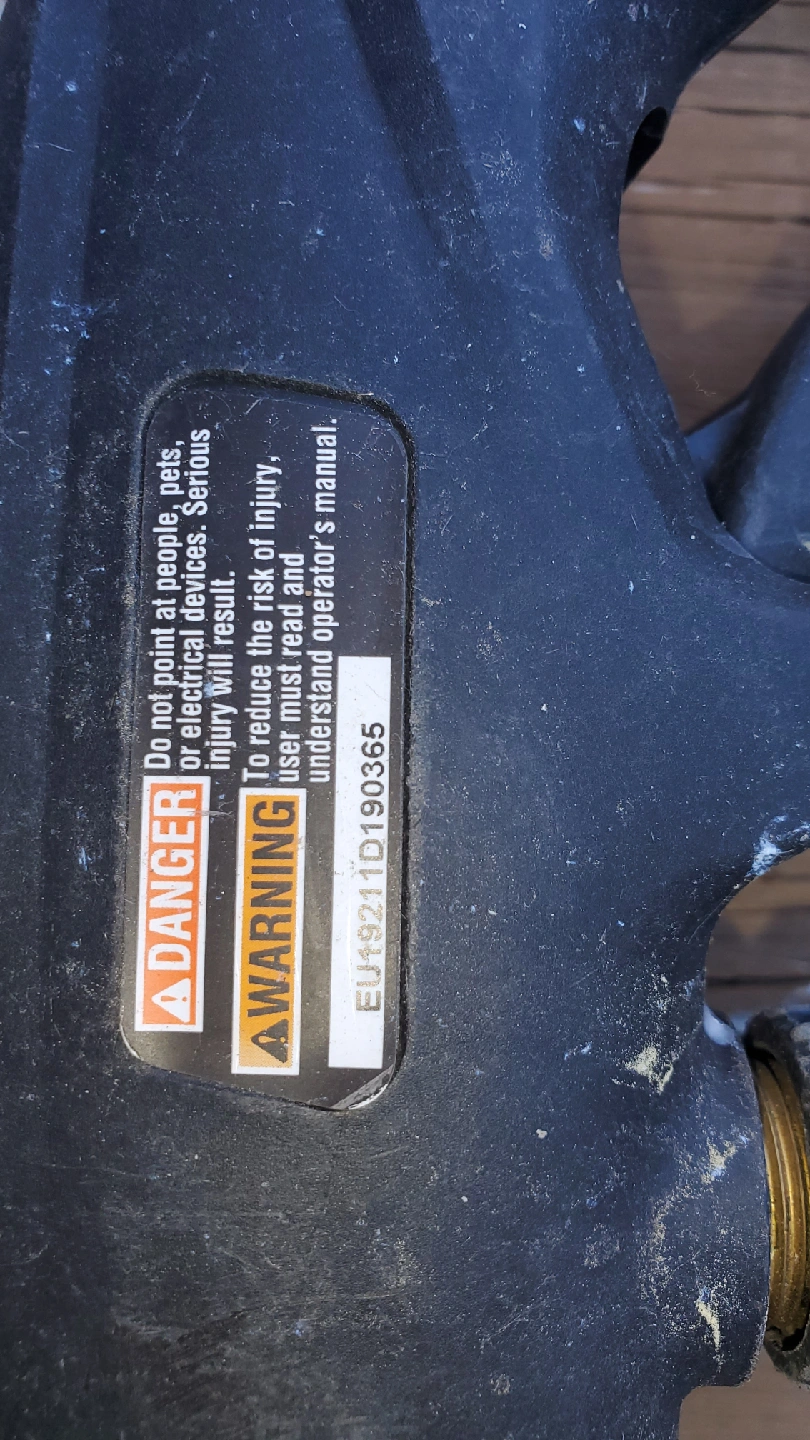 DANGER
Do not point at people, pets,
or electrical devices. Serious
injury will result.
WARNING
To reduce the risk of injury,
user must read and
understand operator's manual.
EU19211D190365